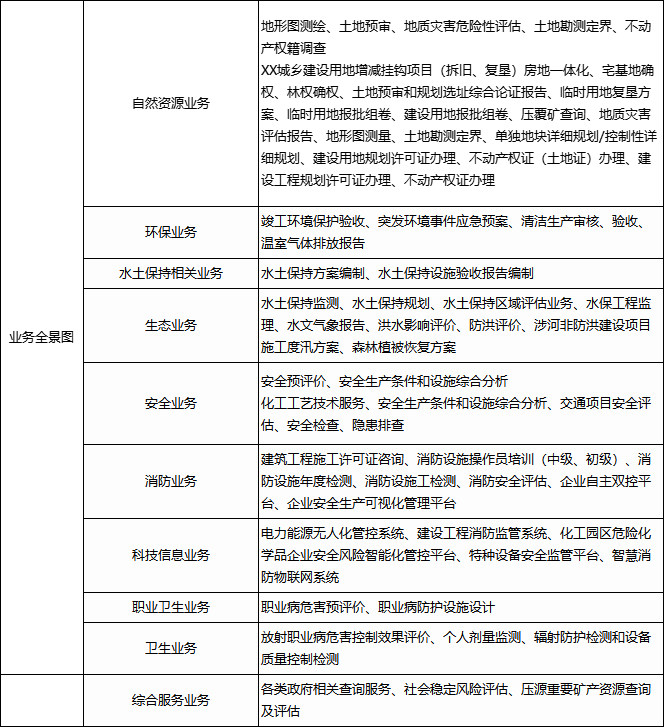 业务全景图
自然资源业务
地形图测绘、土地预审、地质灾害危险性评估、土地勘测定界、不动
产权籍调查
XX城乡建设用地增减挂钩项目（拆旧、复垦）房地一体化、宅基地确
权、林权确权、土地预审和规划选址综合论证报告、临时用地复垦方
案、临时用地报批组卷、建设用地报批组卷、压覆矿查询、地质灾害
评估报告、地形图测量、土地勘测定界、单独地块详细规划/控制性详
细规划、建设用地规划许可证办理、不动产权证（土地证）办理、建
设工程规划许可证办理、不动产权证办理
环保业务
竣工环境保护验收、突发环境事件应急预案、清洁生产审核、验收、
温室气体排放报告
水土保持相关业务
水土保持方案编制、水土保持设施验收报告编制
生态业务
水土保持监测、水土保持规划、水土保持区域评估业务、水保工程监
理、水文气象报告、洪水影响评价、防洪评价、涉河非防洪建设项目
施工度汛方案、森林植被恢复方案
安全业务
安全预评价、安全生产条件和设施综合分析
化工工艺技术服务、安全生产条件和设施综合分析、交通项目安全评
估、安全检查、隐患排查
消防业务
建筑工程施工许可证咨询、消防设施操作员培训（中级、初级）、消
防设施年度检测、消防设施工检测、消防安全评估、企业自主双控平
台、企业安全生产可视化管理平台
科技信息业务
电力能源无人化管控系统、建设工程消防监管系统、化工园区危险化
学品企业安全风险智能化管控平台、特种设备安全监管平台、智慧消
防物联网系统
职业卫生业务
职业病危害预评价、职业病防护设施设计
卫生业务
放射职业病危害控制效果评价、个人剂量监测、辐射防护检测和设备
质量控制检测
综合服务业务
各类政府相关查询服务、社会稳定风险评估、压源重要矿产资源查询
及评估